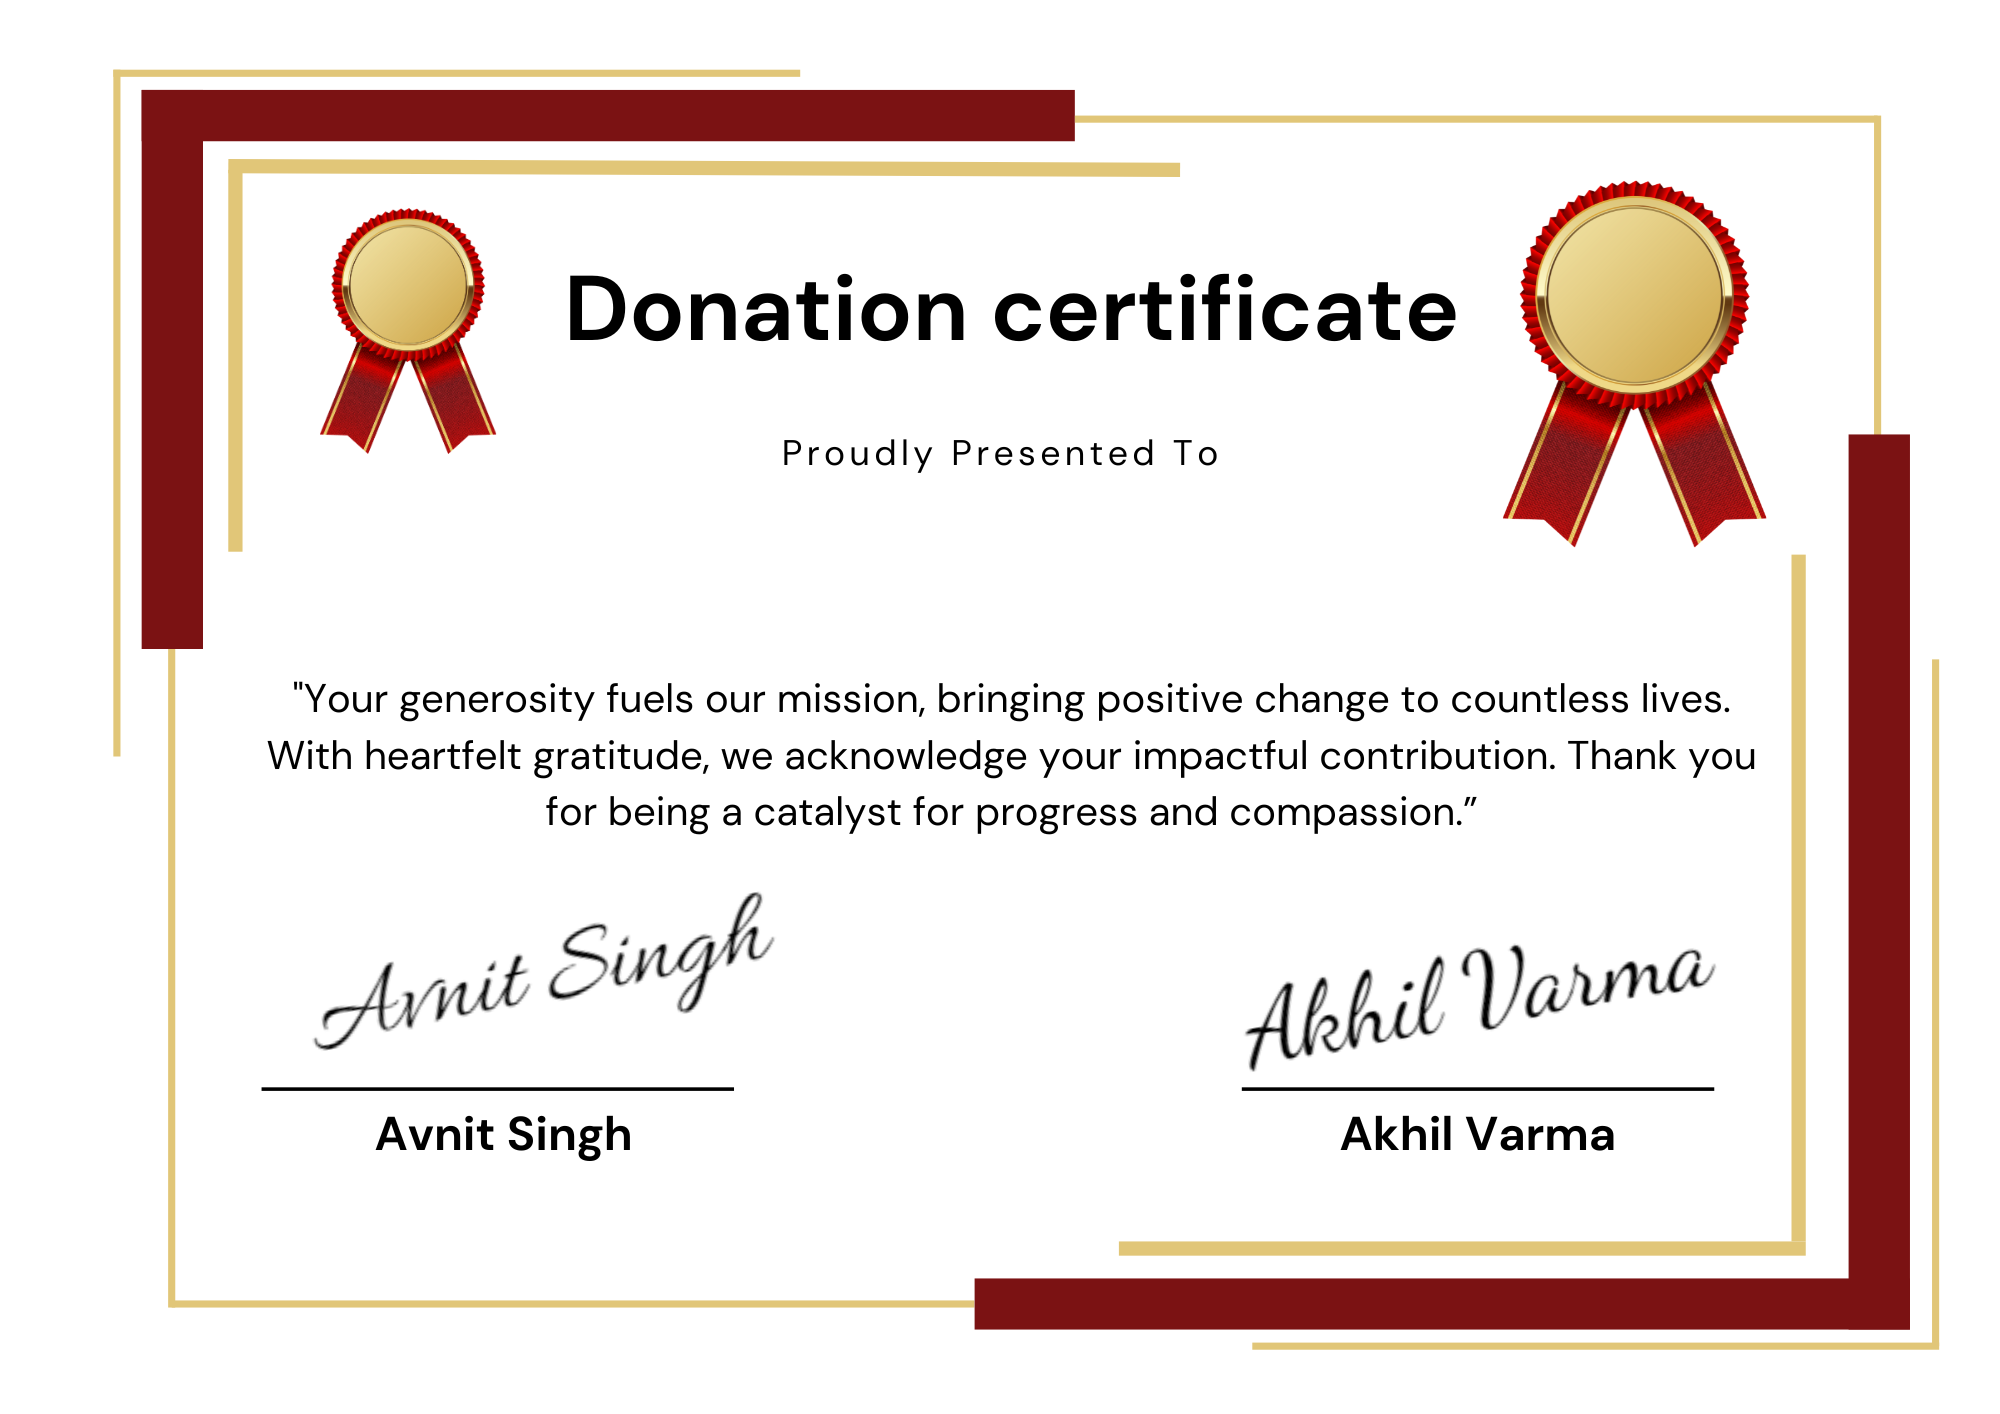 Donation certificate
Proudly Presented To
"Your generosity fuels our mission, bringing positive change to countless lives.
With heartfelt gratitude, we acknowledge your impactful contribution. Thank you
for being a catalyst for progress and compassion.”
Avnit Singh
Akhil Varma
Avnit Singh
Akhil Varma